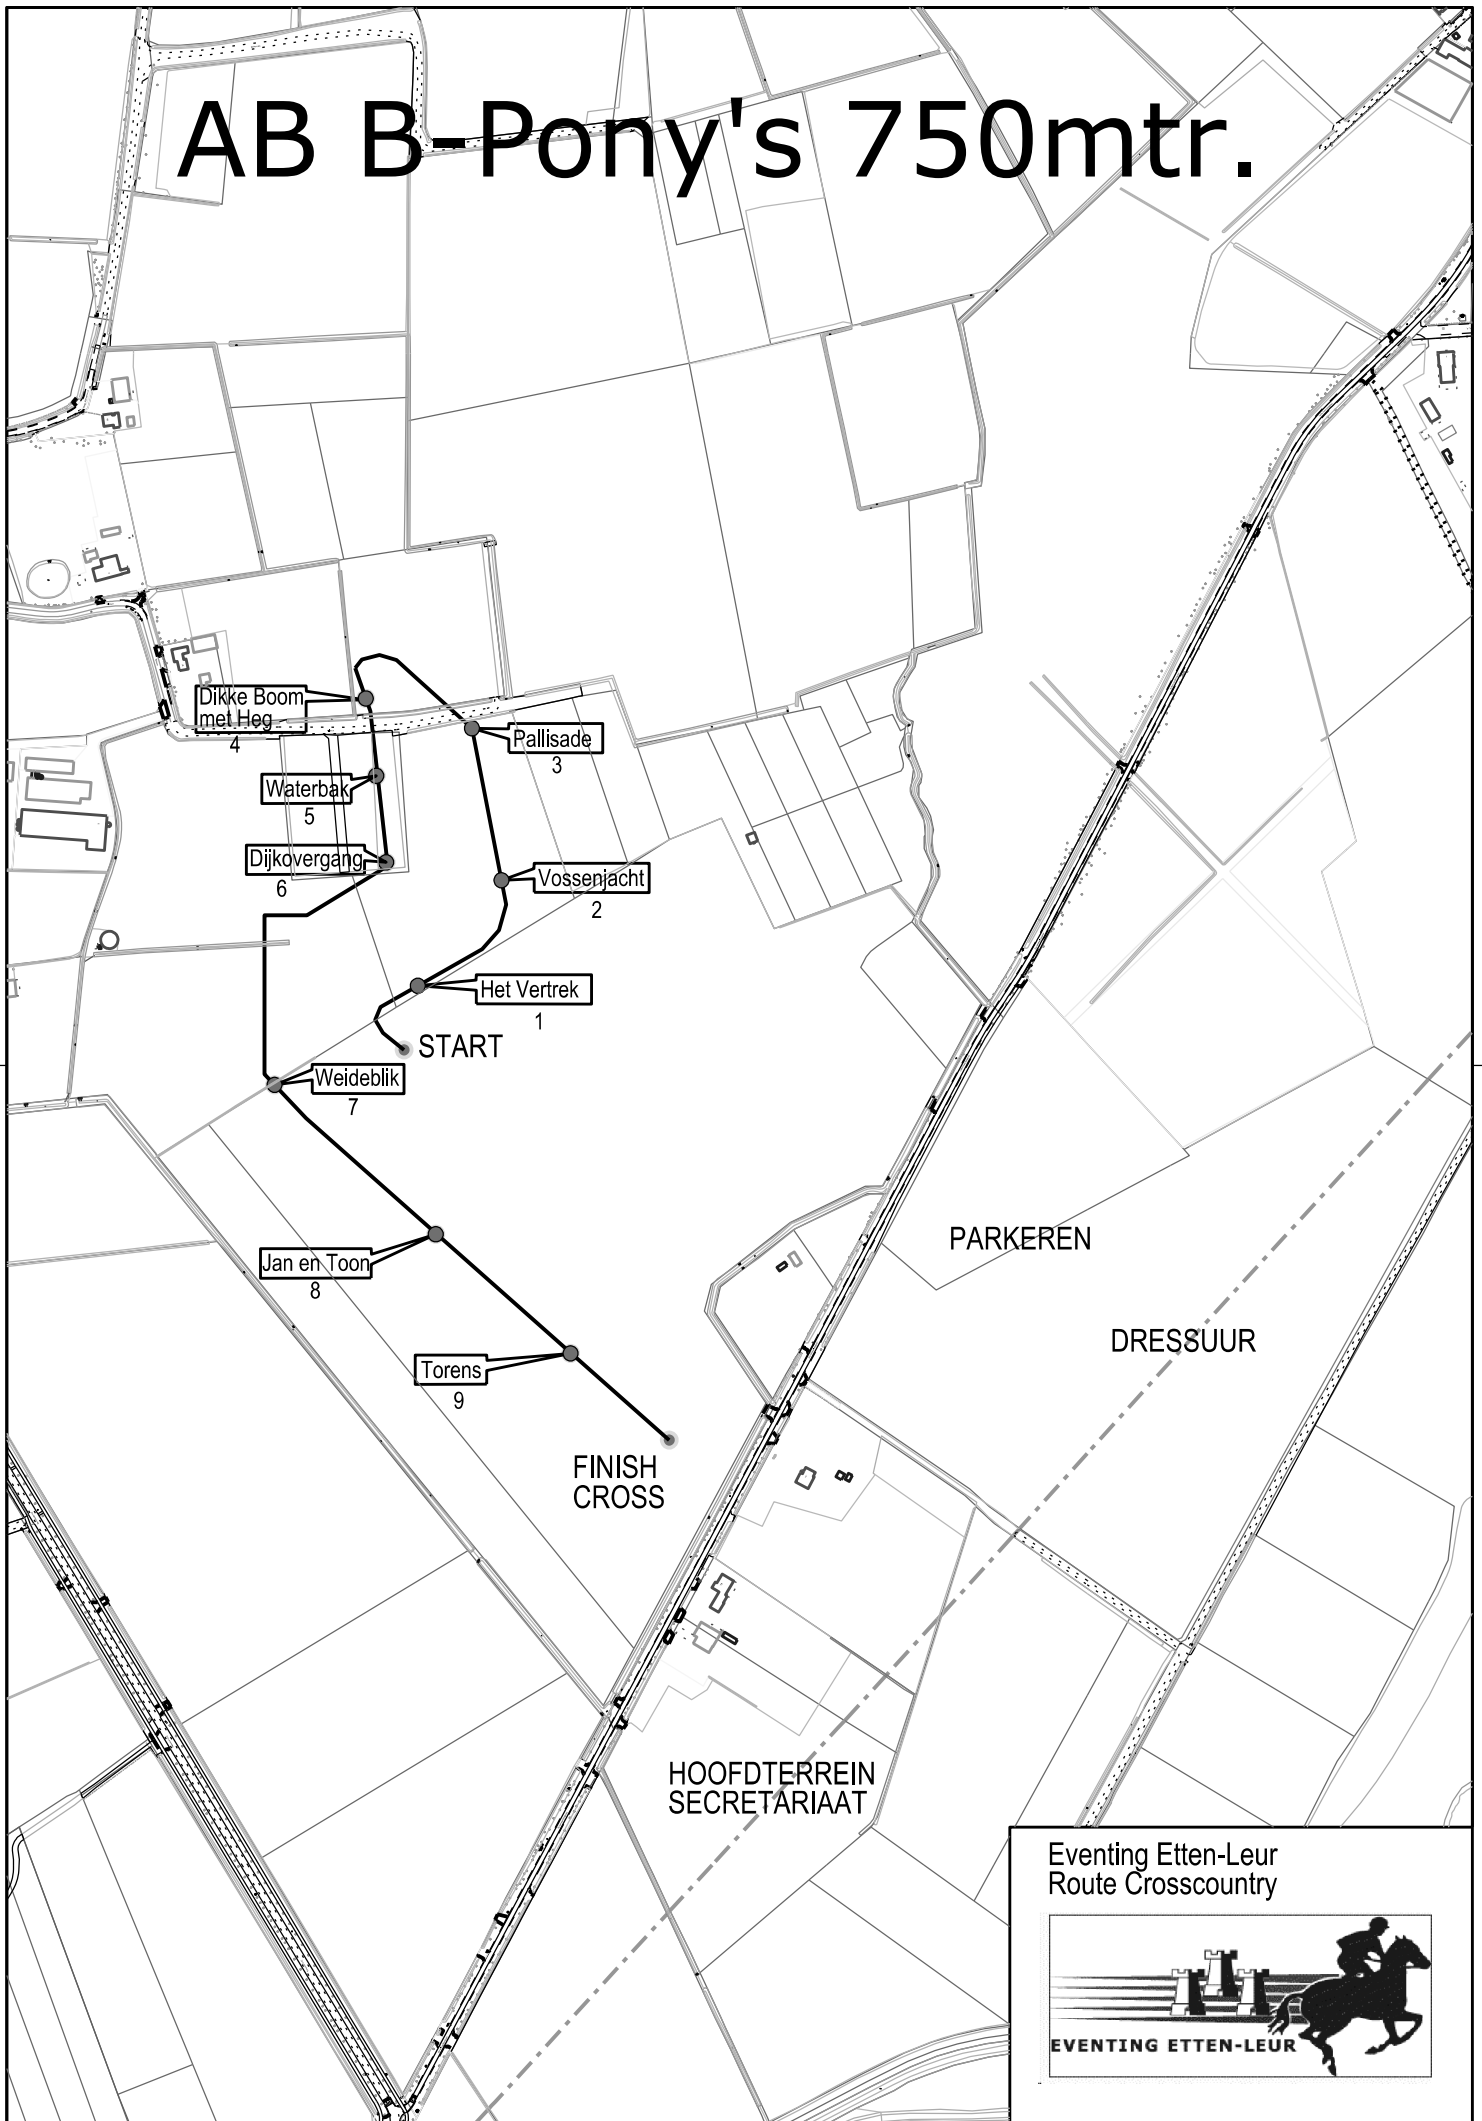 AB B-Pony's 750mtr.
Dikke Boom
met Heg
4
Pallisade
3
Waterbak
5
Dijkovergang
6
Vossenjacht
2
Het Vertrek
1
START
Weideblik
7
Jan en Toon
8
Torens
9
FINISH
CROSS
PARKEREN
DRESSUUR
HOOFDTERREIN
SECRETARIAAT
Eventing Etten-Leur
Route Crosscountry
EVENTING ETTEN-LEUR